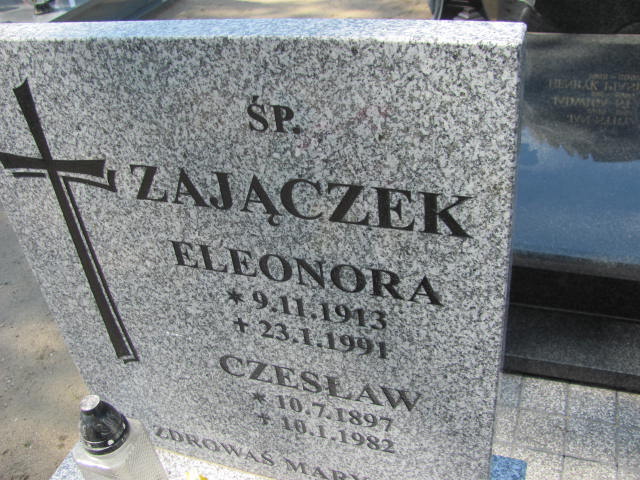 ŚP.
ZAJĄCZEK
ELEONORA
* 9.11.1913
+ 23.1.1991
CZESŁAW
* 10.7.1897
+ 10.1.1982
ZDROWAŚ